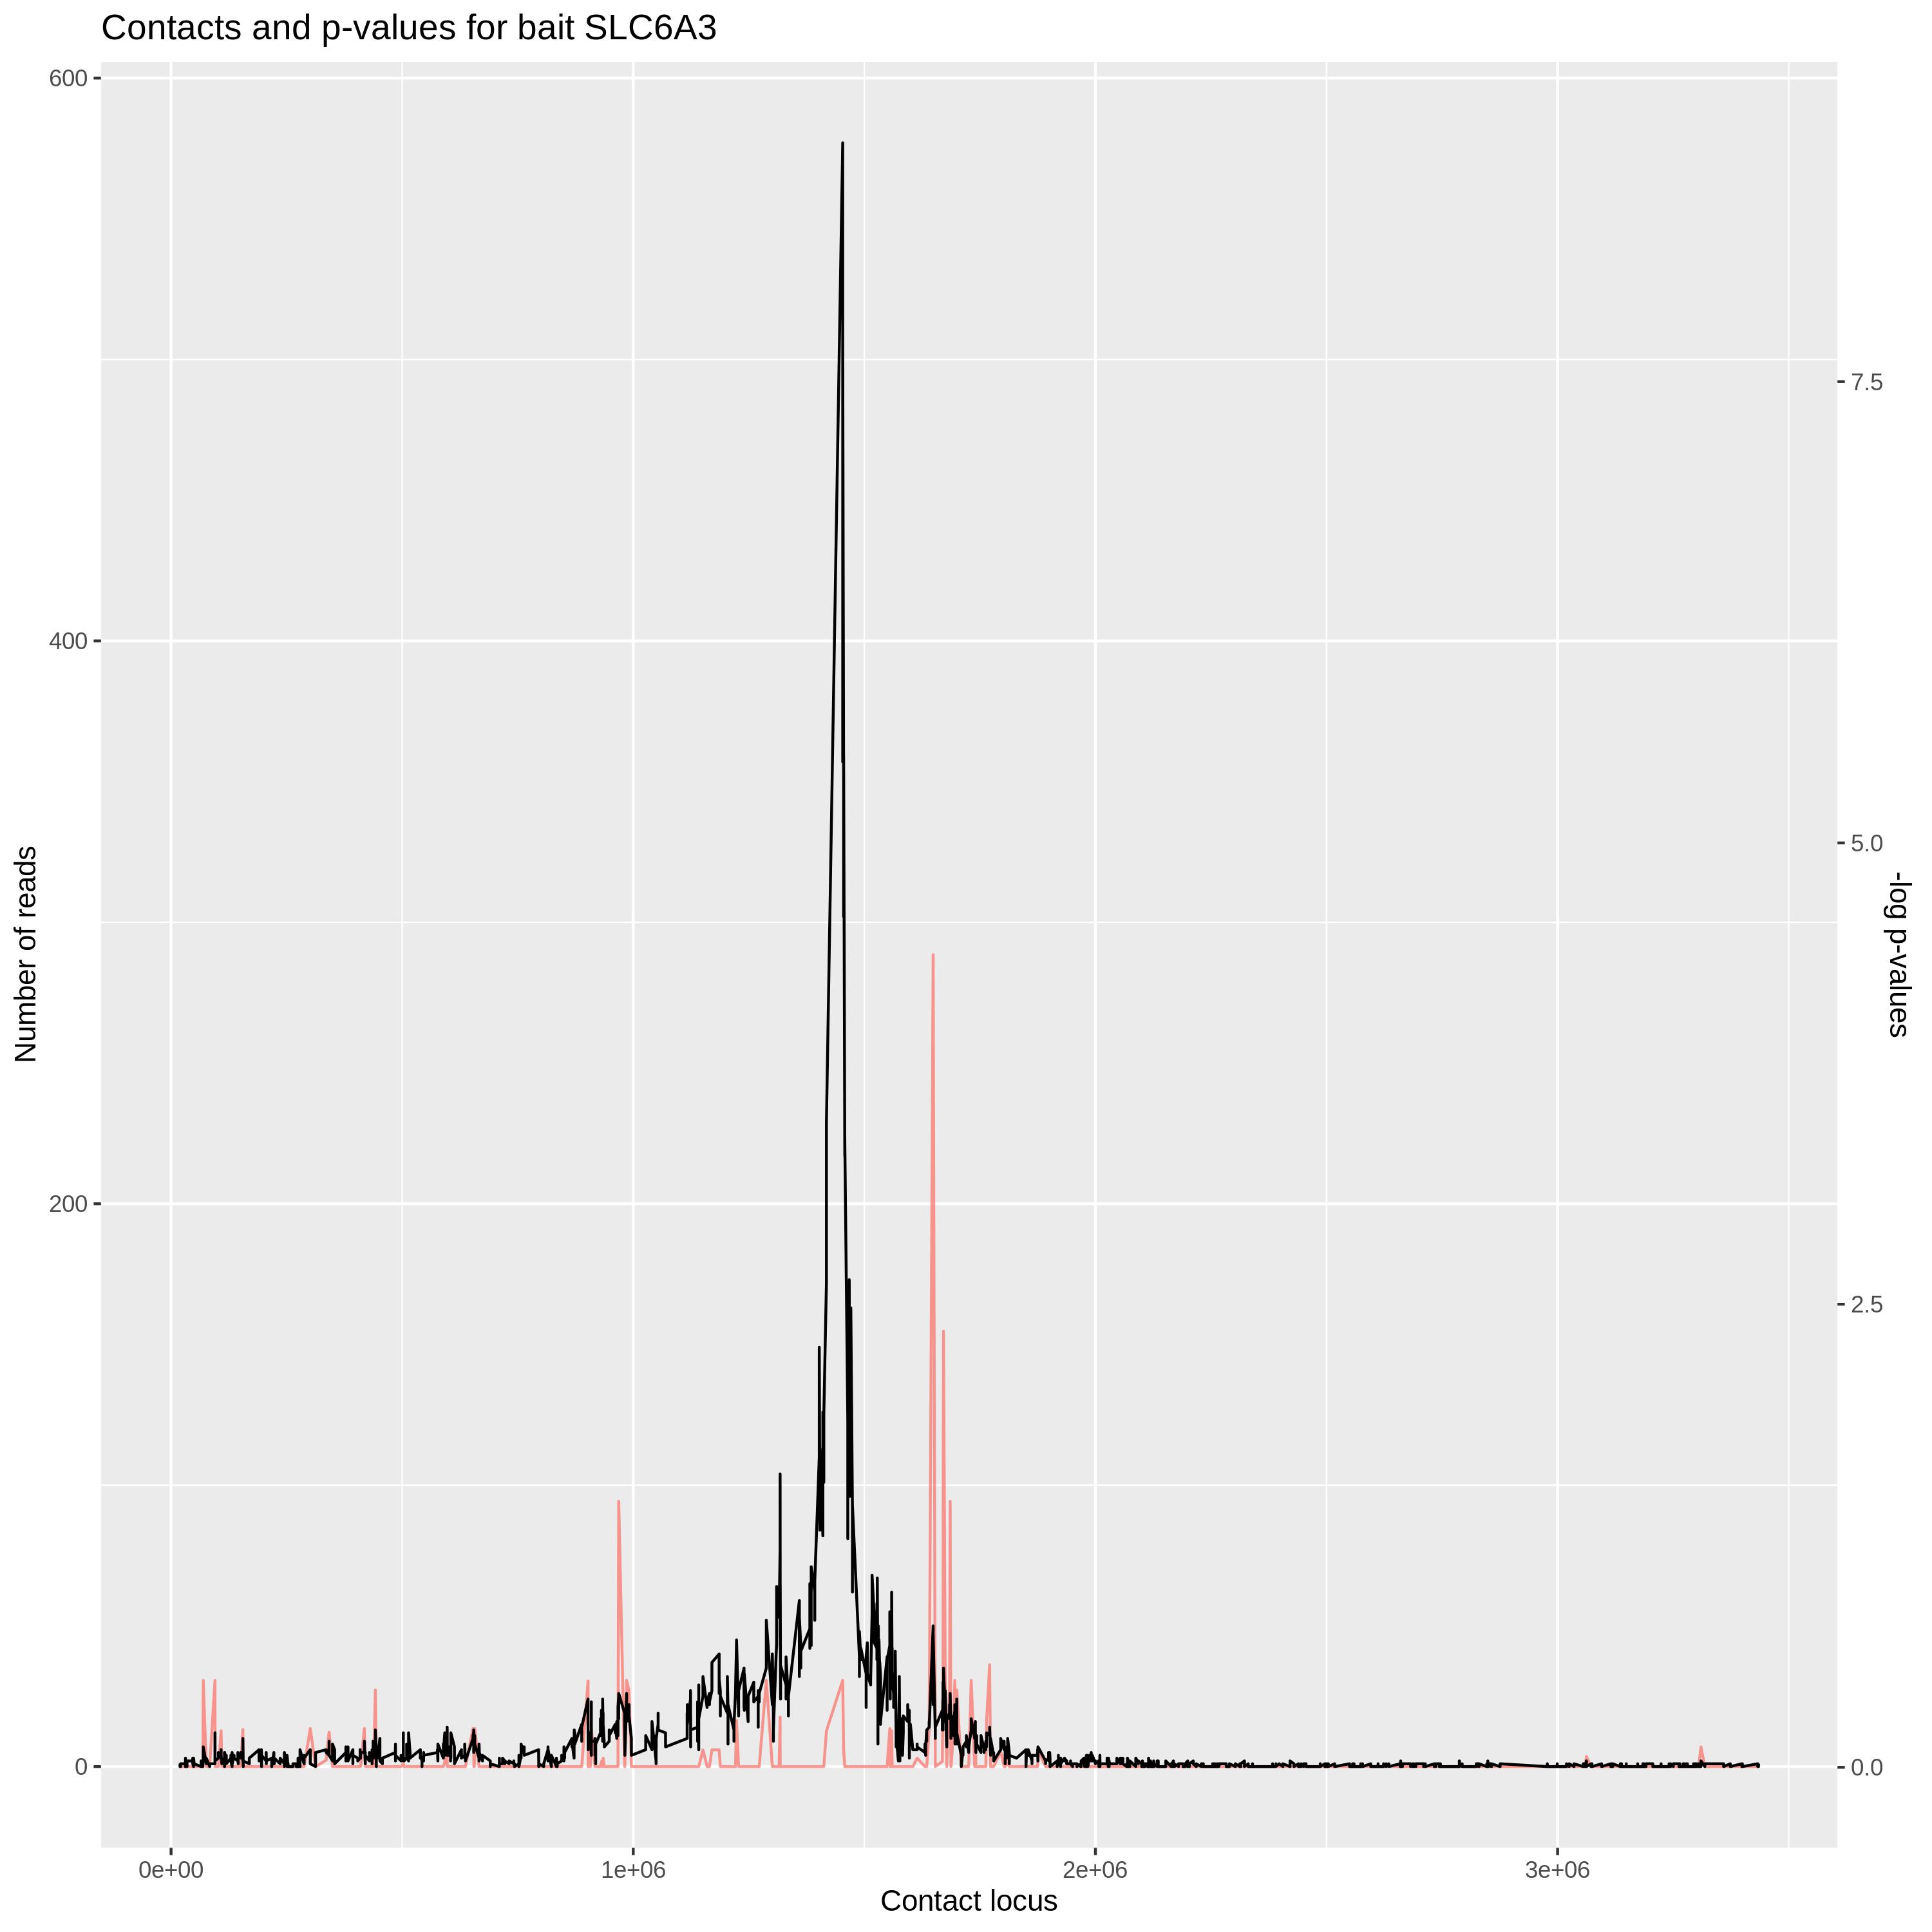 Contacts and p-values for bait SLC6A3
600
400
200
0
Number of reads
7.5
5.0
2.5
0.0
-log p-values
0e+00
1e+06
2e+06
3e+06
Contact locus